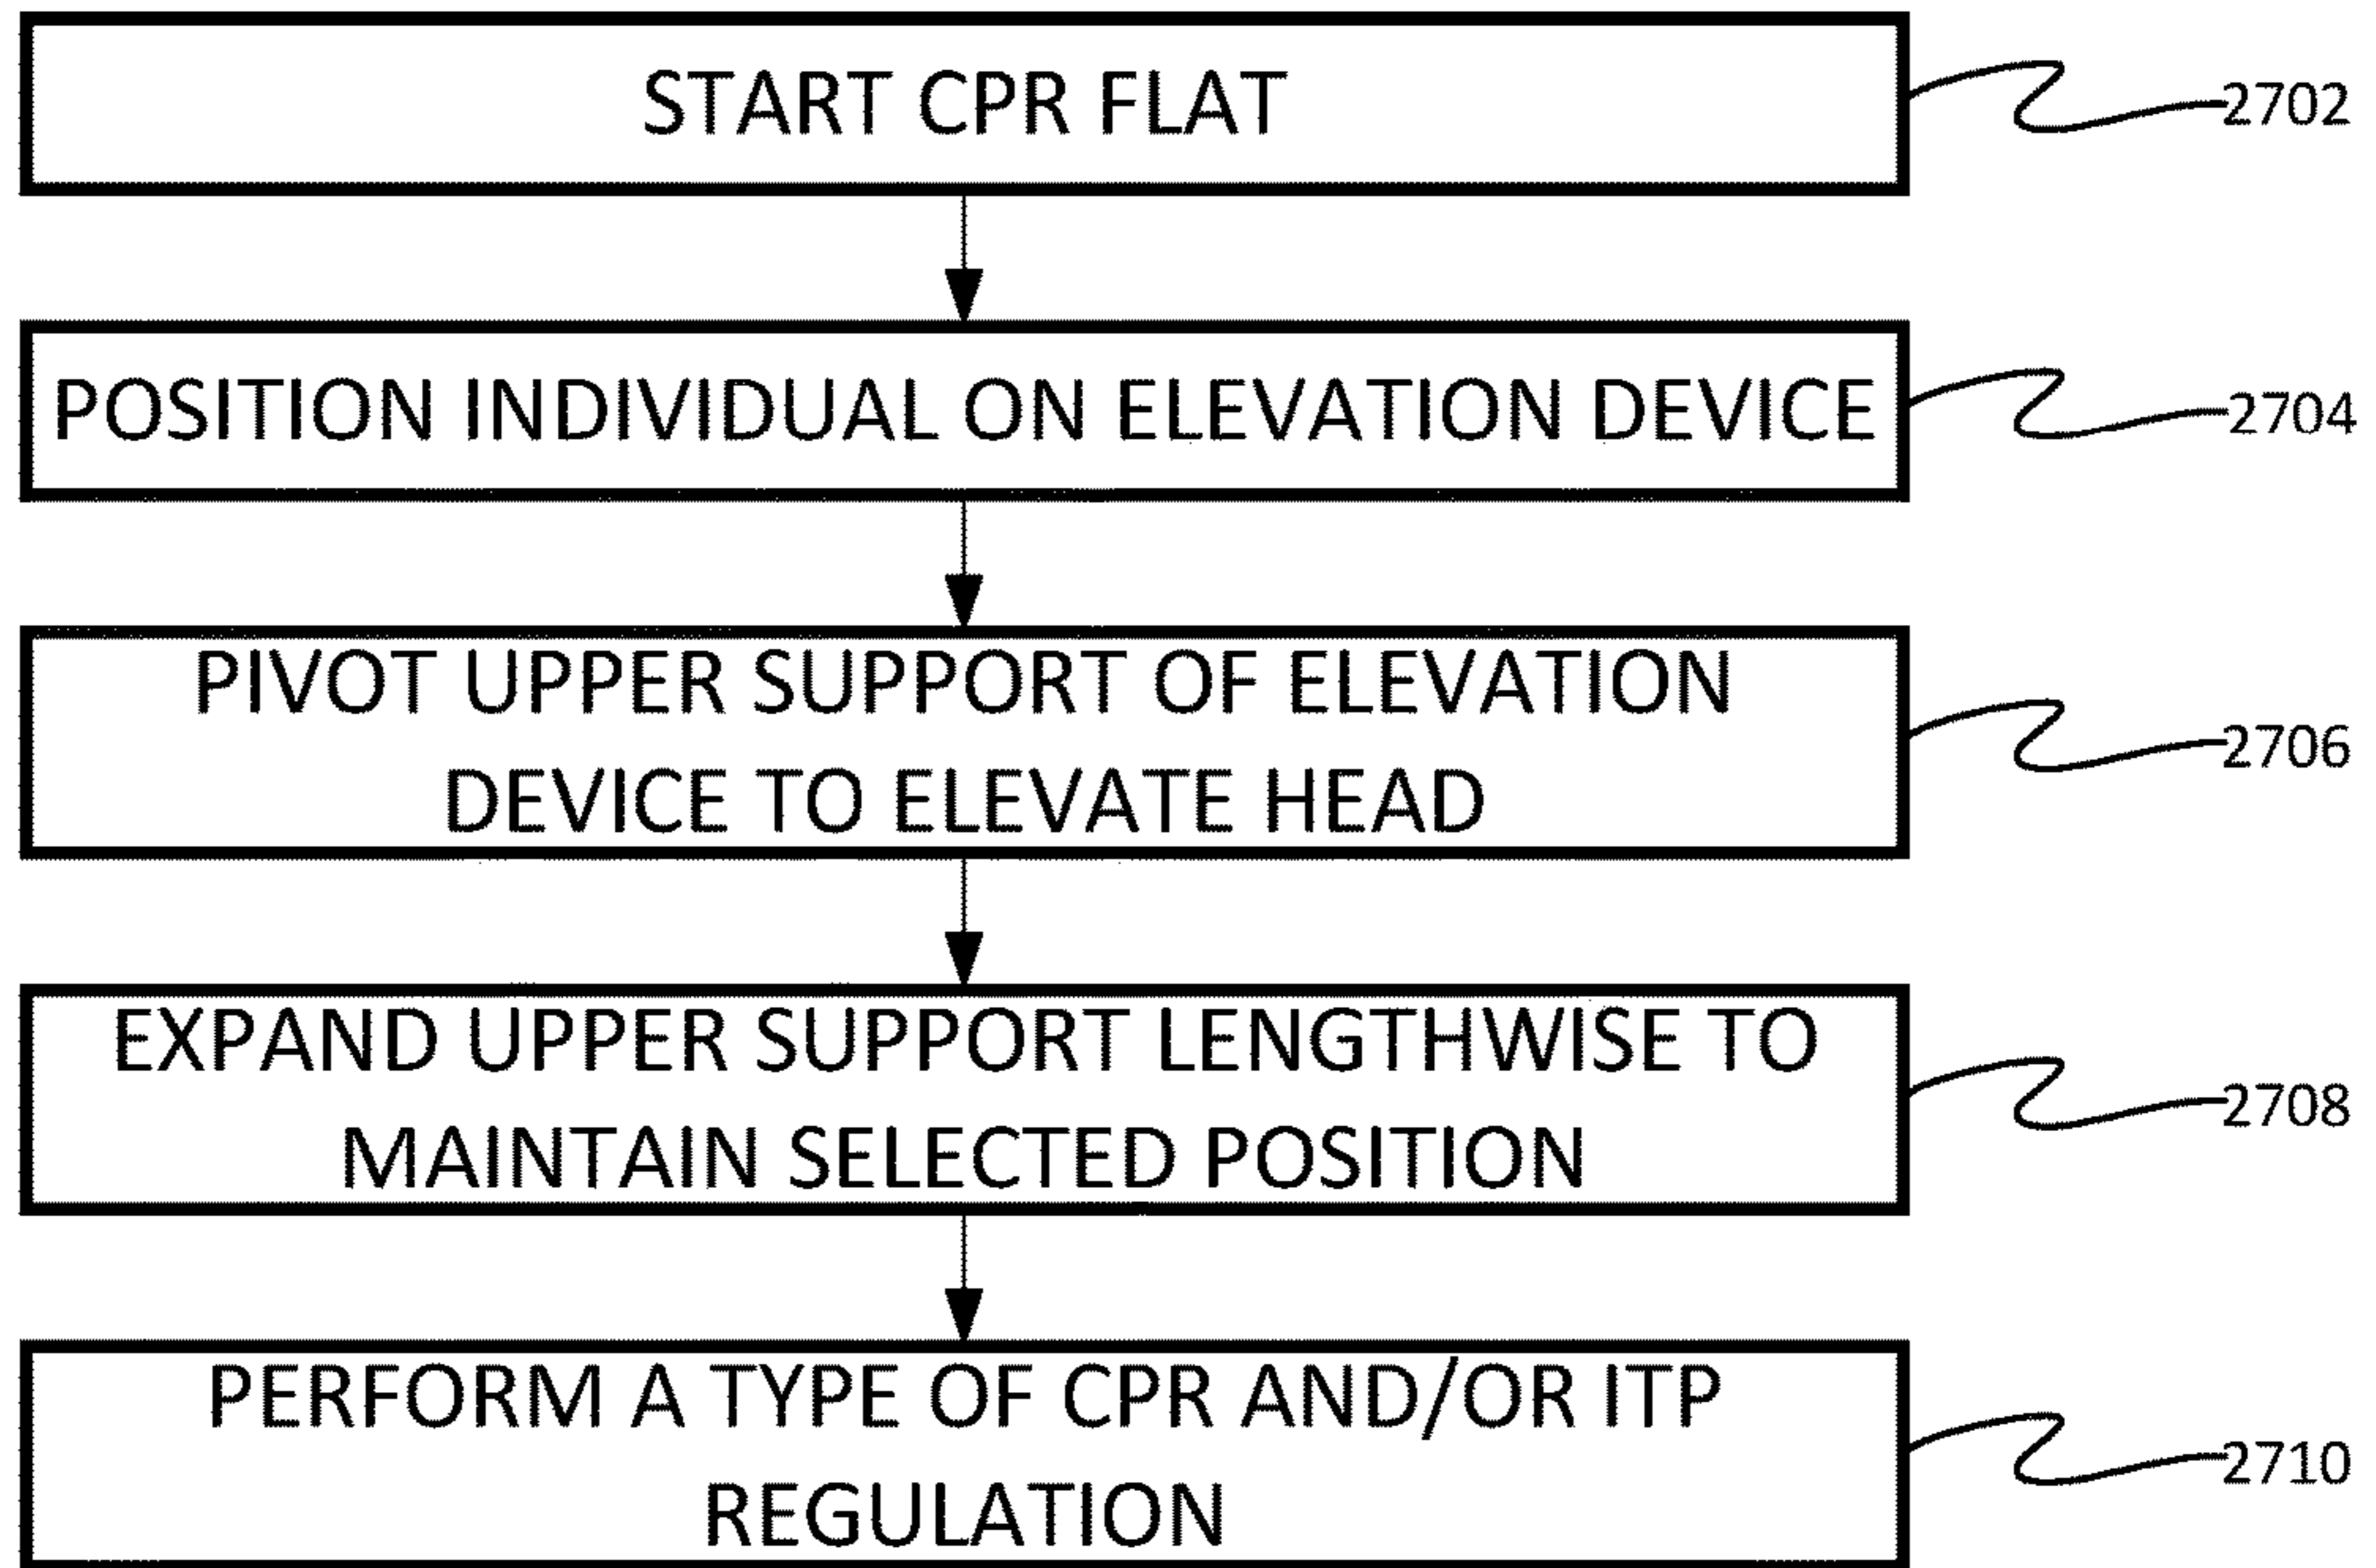 START CPR FLAT
2702
POSITION INDIVIDUAL ON ELEVATION DEVICE
2704
PIVOT UPPER SUPPORT OF ELEVATION
DEVICE TO ELEVATE HEAD
2706
EXPAND UPPER SUPPORT LENGTHWISE TO
MAINTAIN SELECTED POSITION
2708
PERFORM A TYPE OF CPR AND/OR ITP
REGULATION
2710